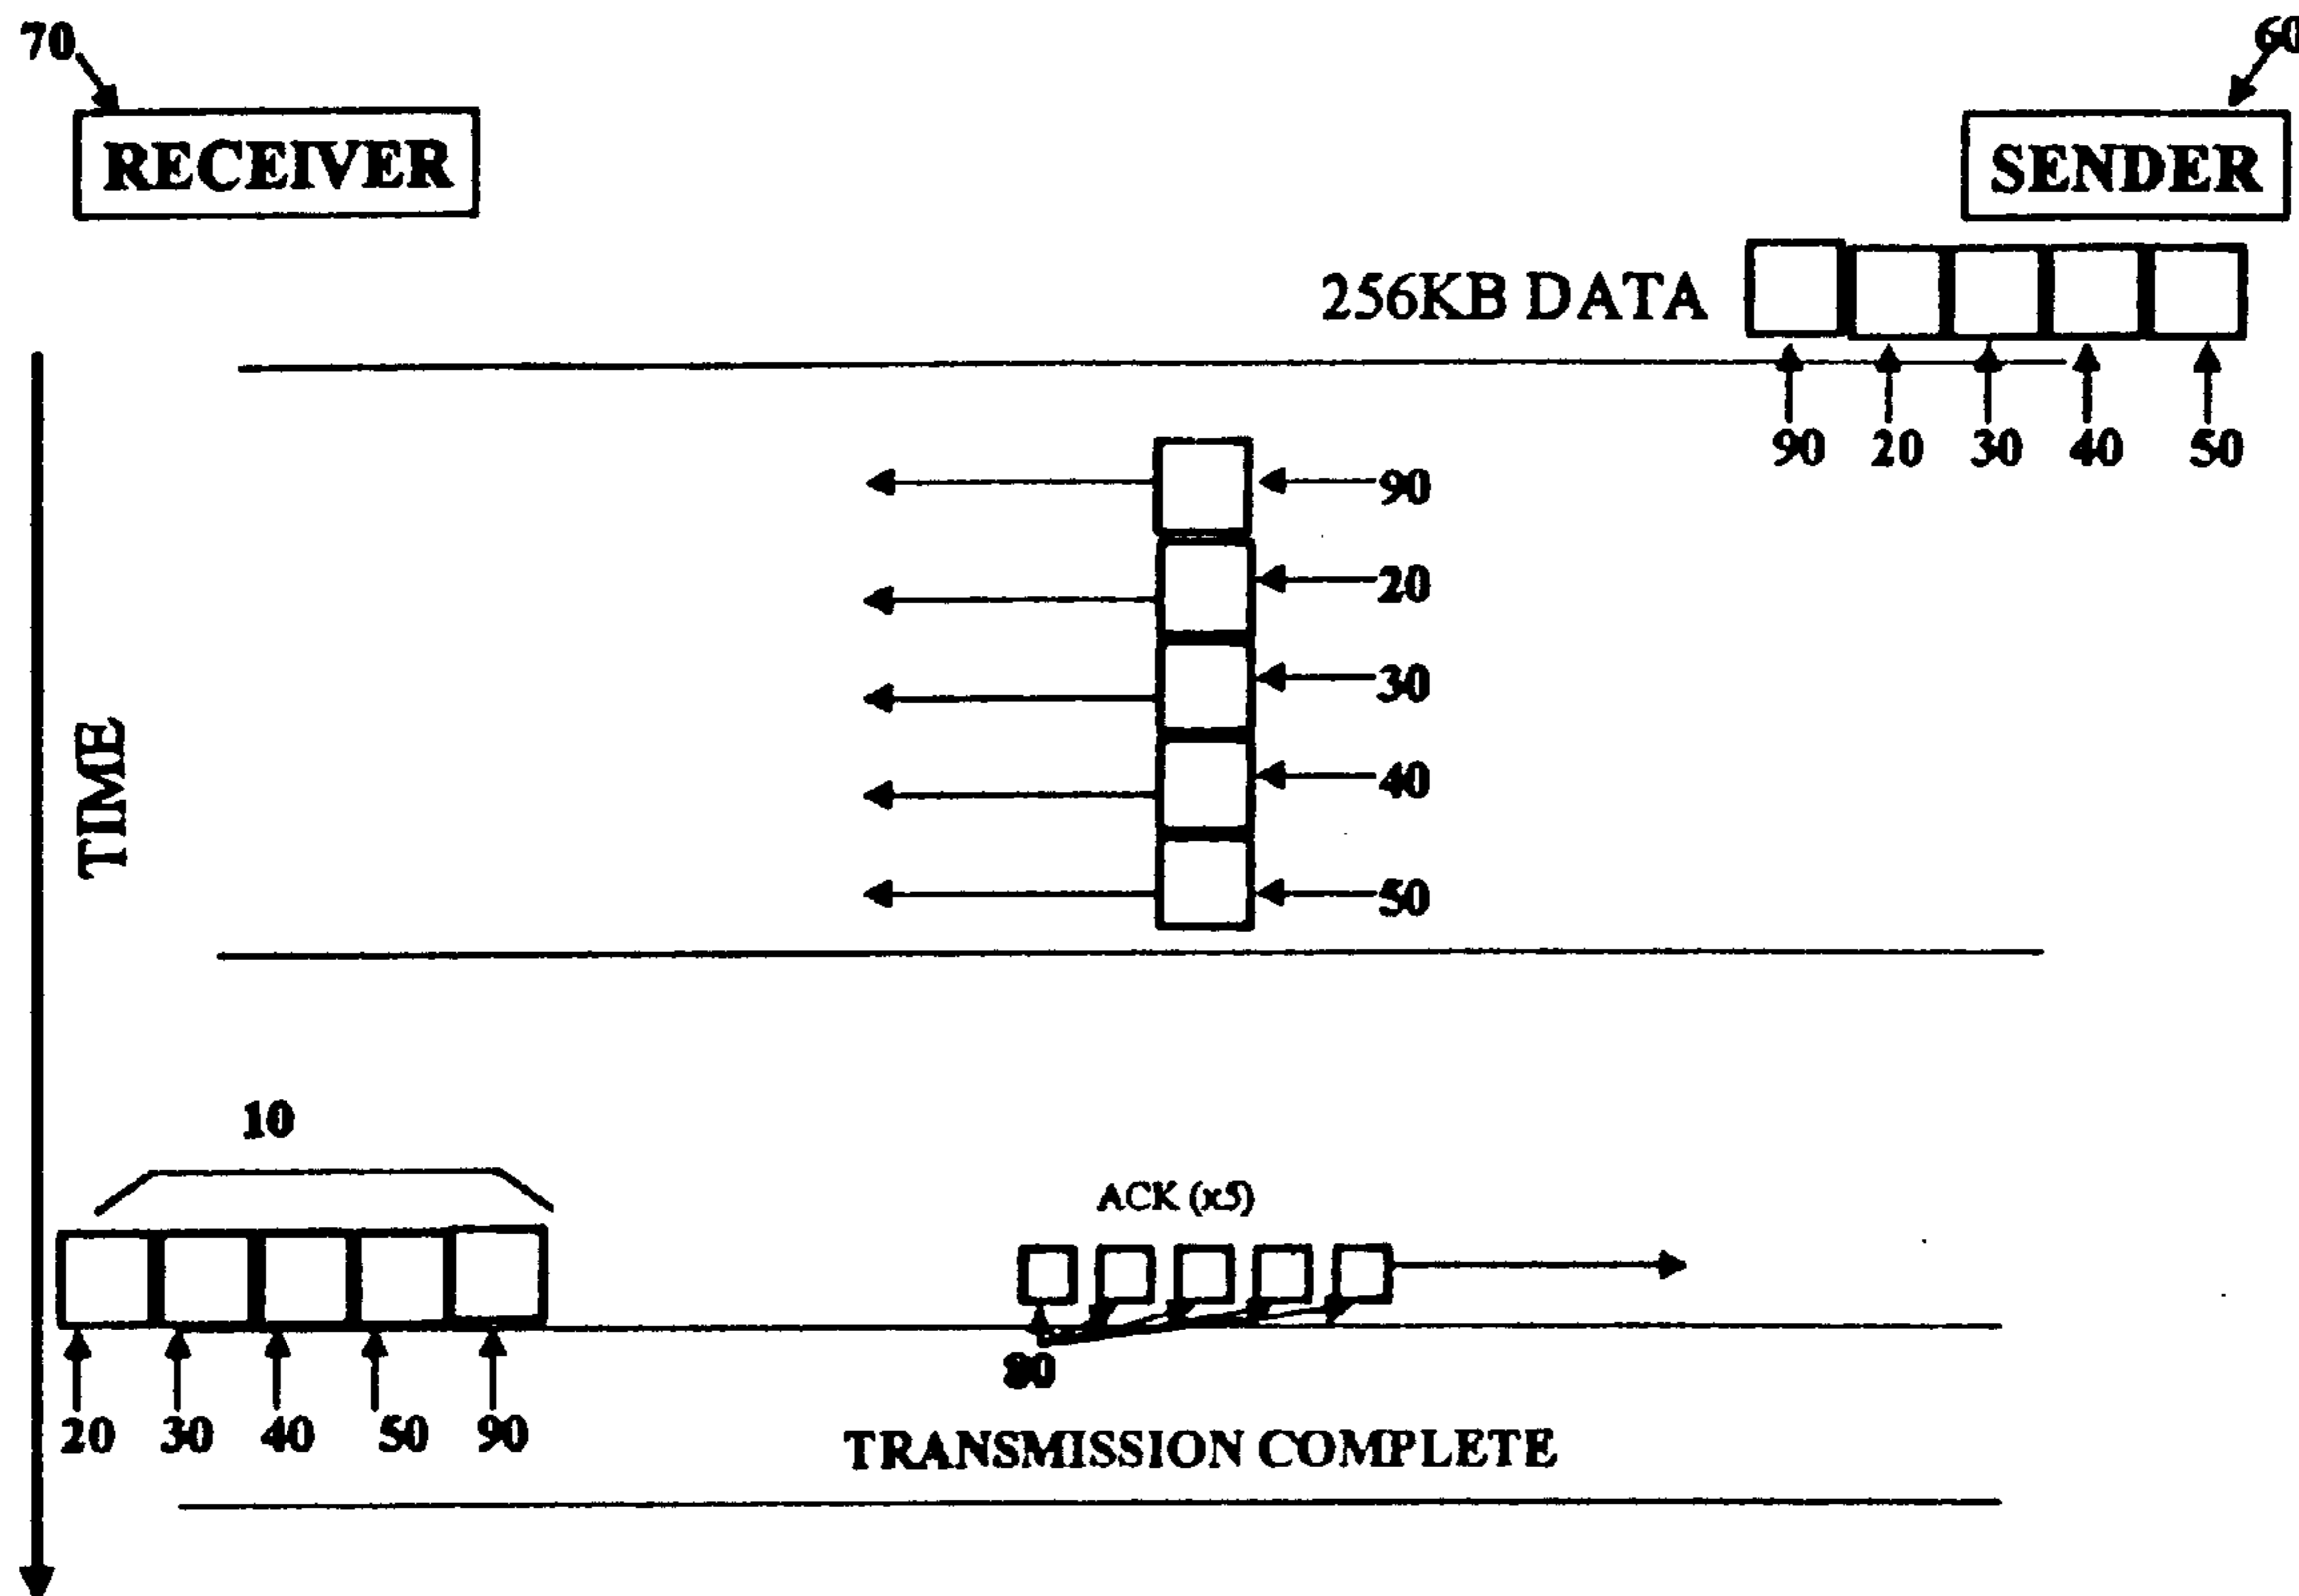 70
60
RECEIVER
SENDER
256KB DATA
90 20 30 40 50
90
20
30
40
50
TIME
10
ACK (x5)
80
20 30 40 50 90
TRANSMISSION COMPLETE